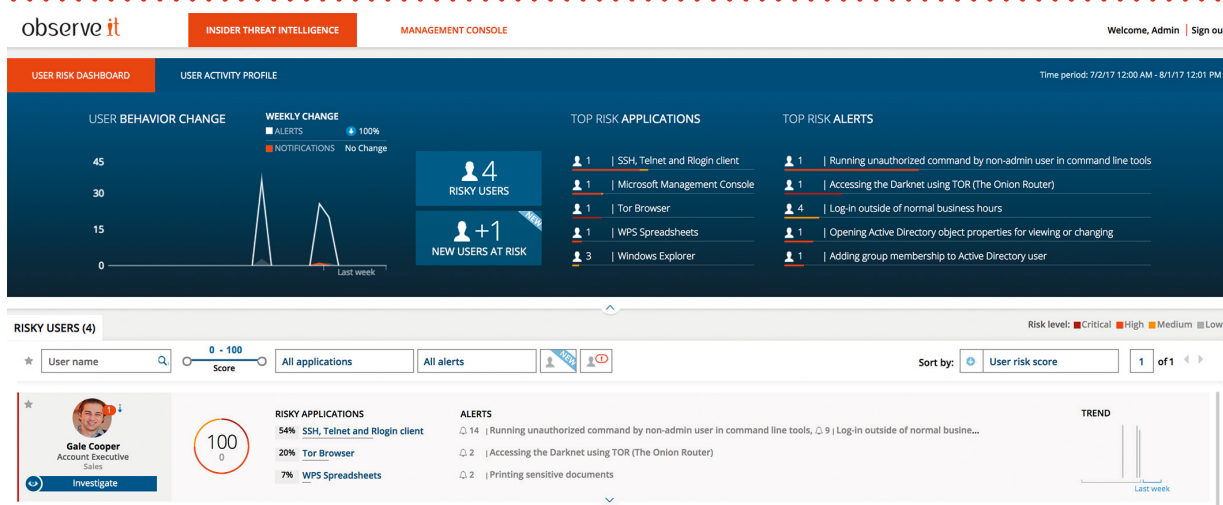 observe it
INSIDER THREAT INTELLIGENCE
MANAGEMENT CONSOLE
Welcome, Admin | Sign ou
USER RISK DASHBOARD
USER ACTIVITY PROFILE
Time period: 7/2/17 12:00 AM - 8/1/17 12:01 PM
USER BEHAVIOR CHANGE
WEEKLY CHANGE
ALERTS 100%
NOTIFICATIONS No Change
45
30
15
0
Last week
4
RISKY USERS
NEW
+1
NEW USERS AT RISK
TOP RISK APPLICATIONS
1 | SSH, Telnet and Rlogin client
1 | Microsoft Management Console
1 | Tor Browser
1 | WPS Spreadsheets
3 | Windows Explorer
TOP RISK ALERTS
1 | Running unauthorized command by non-admin user in command line tools
1 | Accessing the Darknet using TOR (The Onion Router)
4 | Log-in outside of normal business hours
1 | Opening Active Directory object properties for viewing or changing
1 | Adding group membership to Active Directory user
RISKY USERS (4)
Risk level: Critical High Medium Low
User name
0 - 100
Score
All applications
All alerts
NEW
Sort by: User risk score
1 of 1
1
Gale Cooper
Account Executive
Sales
Investigate
100
0
RISKY APPLICATIONS
54% SSH, Telnet and Rlogin client
20% Tor Browser
7% WPS Spreadsheets
ALERTS
14 | Running unauthorized command by non-admin user in command line tools, 9 | Log-in outside of normal busine...
2 | Accessing the Darknet using TOR (The Onion Router)
2 | Printing sensitive documents
TREND
Last week